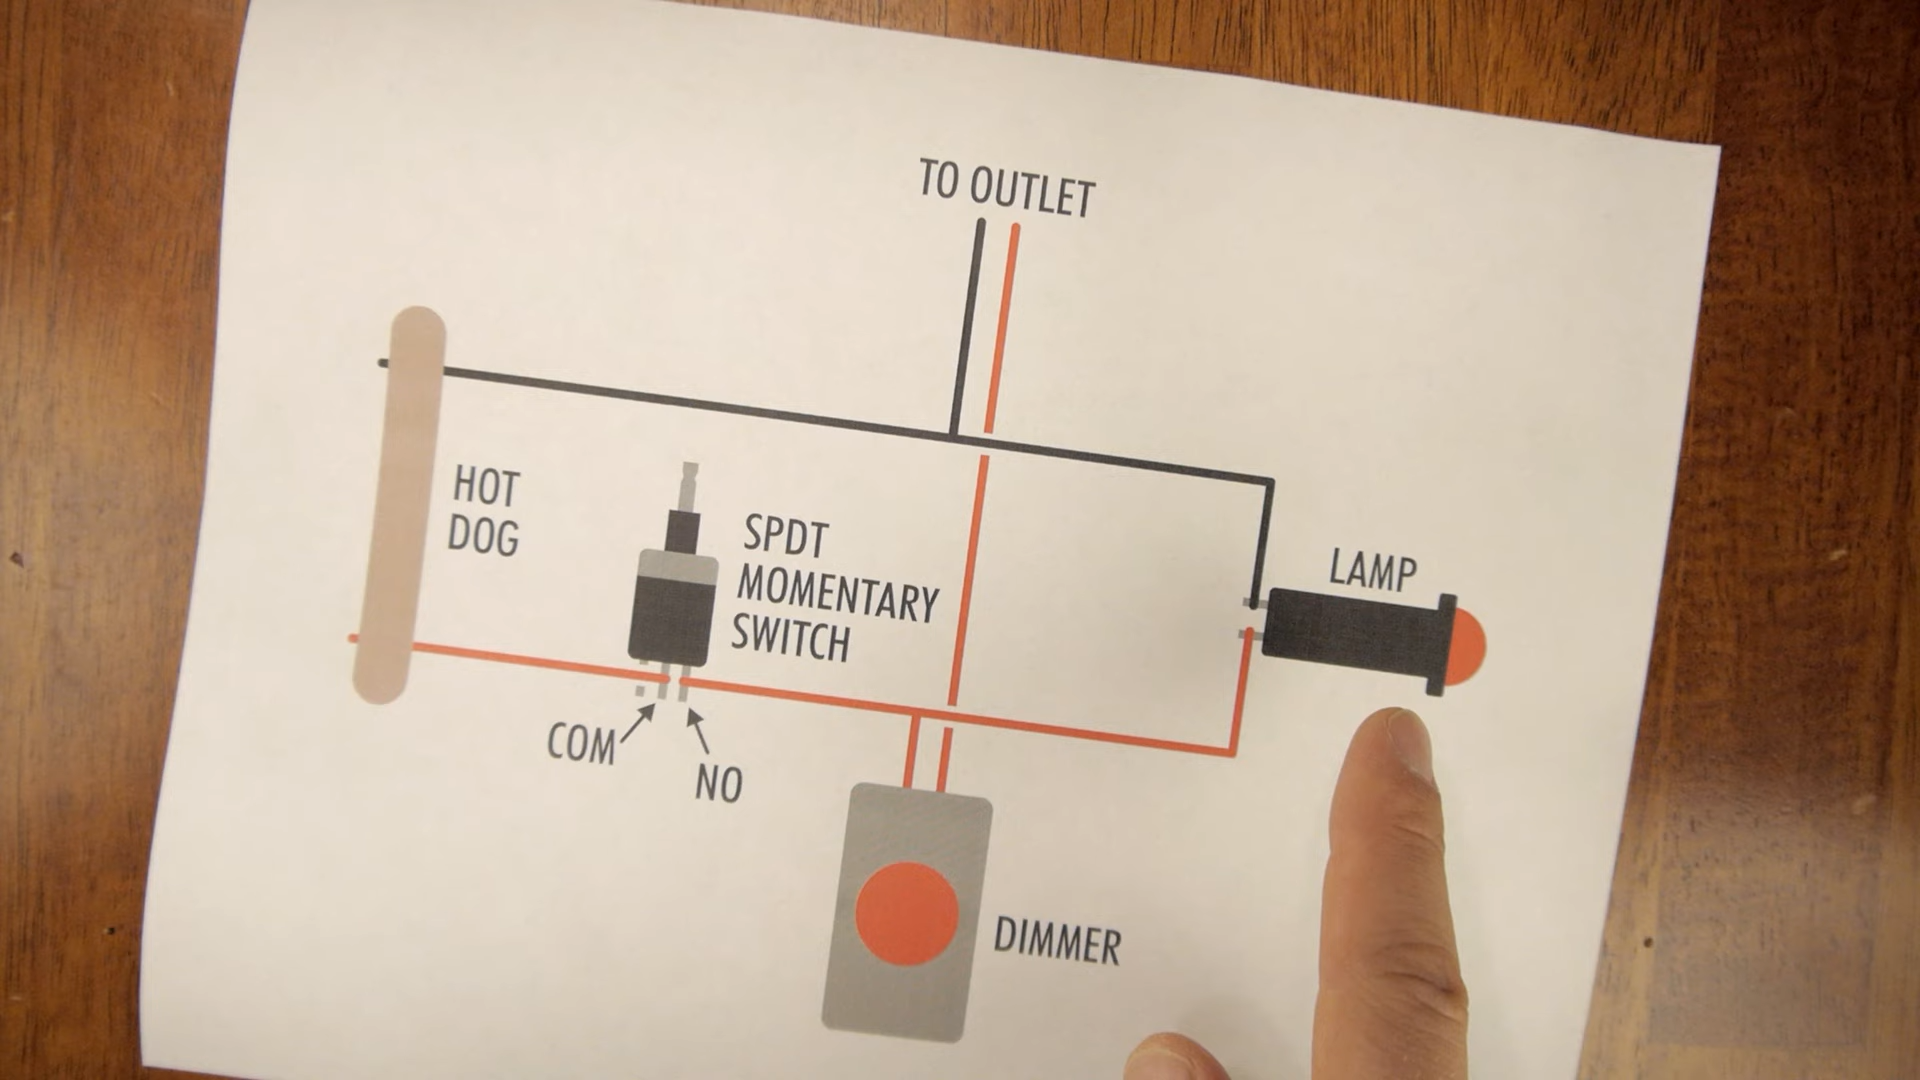 TO OUTLET
HOT
DOG
SPDT
MOMENTARY
SWITCH
LAMP
COM
NO
DIMMER